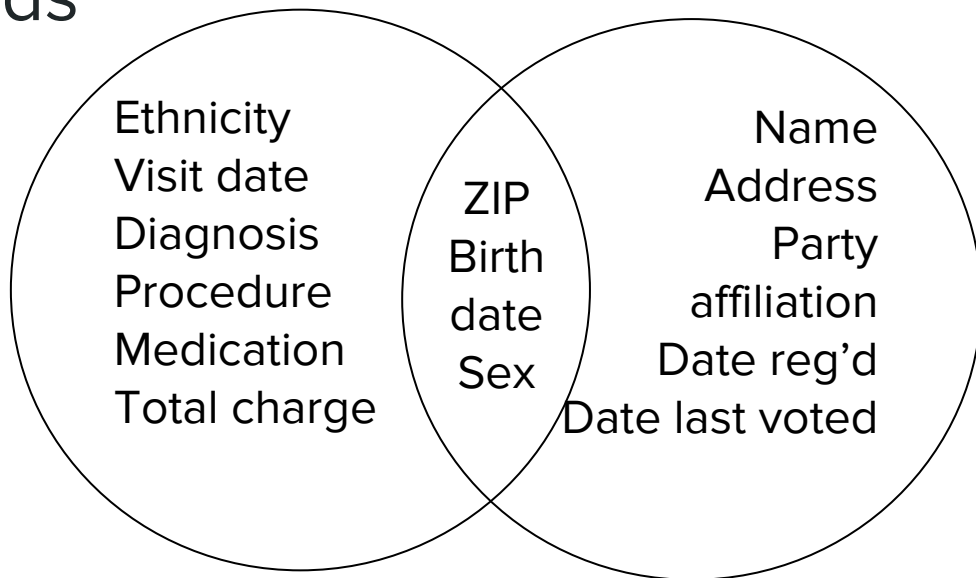 ds
Ethnicity
Visit date
Diagnosis
Procedure
Medication
Total charge
ZIP
Birth
date
Sex
Name
Address
Party
affiliation
Date reg’d
Date last voted